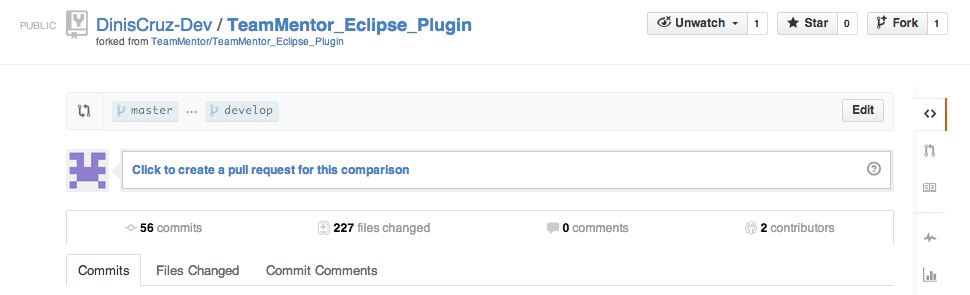 PUBLIC DinisCruz-Dev / TeamMentor_Eclipse_Plugin Unwatch 1 Star 0 Fork 1
forked from TeamMentor/TeamMentor_Eclipse_Plugin
master ... develop Edit
Click to create a pull request for this comparison ?
56 commits 227 files changed 0 comments 2 contributors
Commits Files Changed Commit Comments